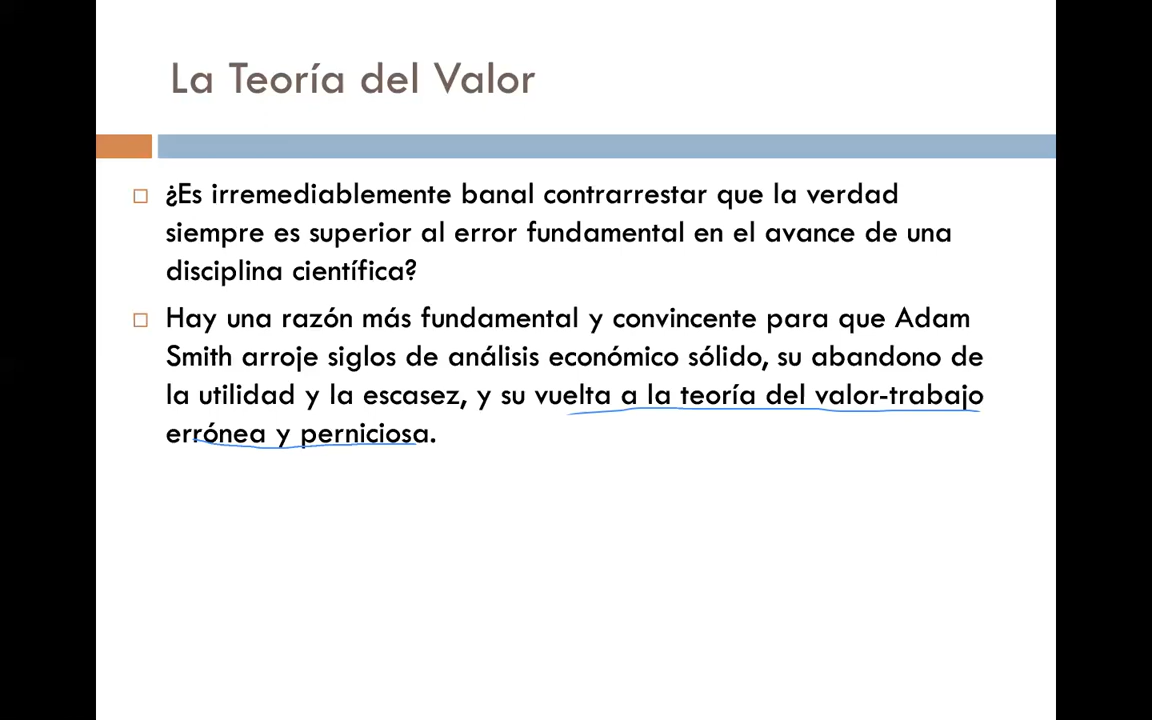 La Teoría del Valor
¿Es irremediablemente banal contrarrestar que la verdad
siempre es superior al error fundamental en el avance de una
disciplina científica?
Hay una razón más fundamental y convincente para que Adam
Smith arroje siglos de análisis económico sólido, su abandono de
la utilidad y la escasez, y su vuelta a la teoría del valor-trabajo
errónea y perniciosa.